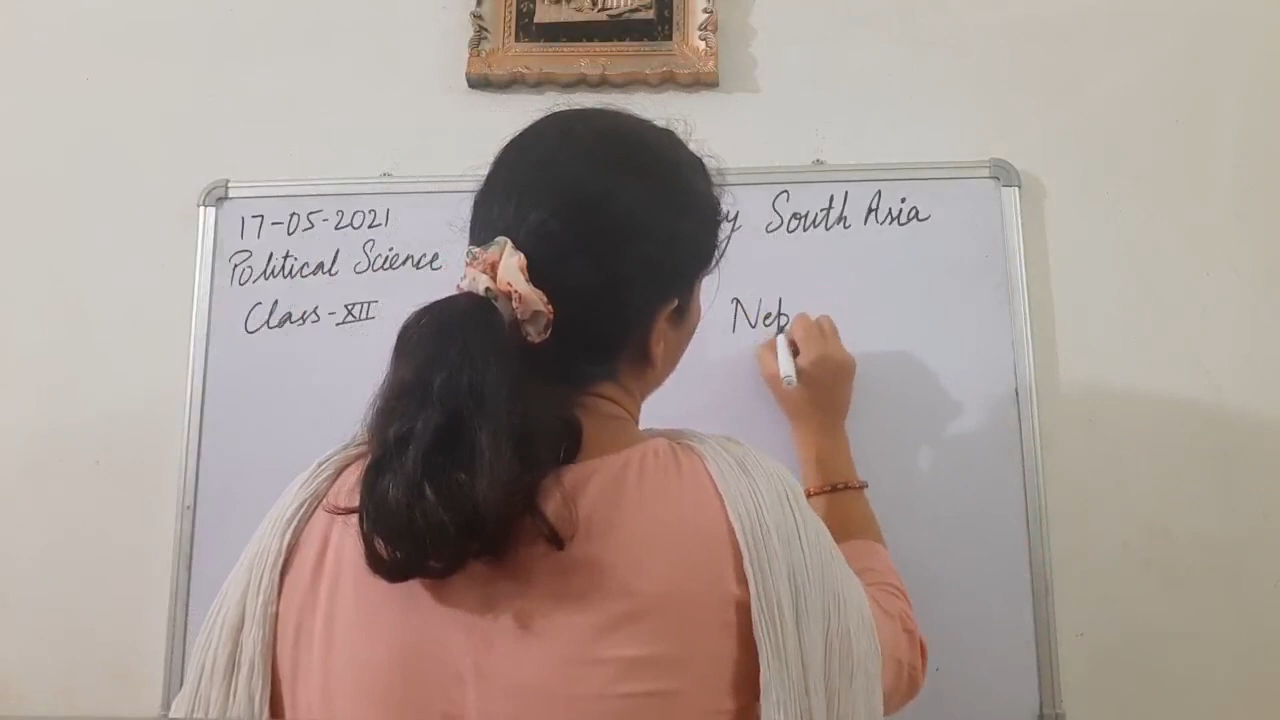 17-05-2021
Political Science
Class-XII
South Asia
Nep